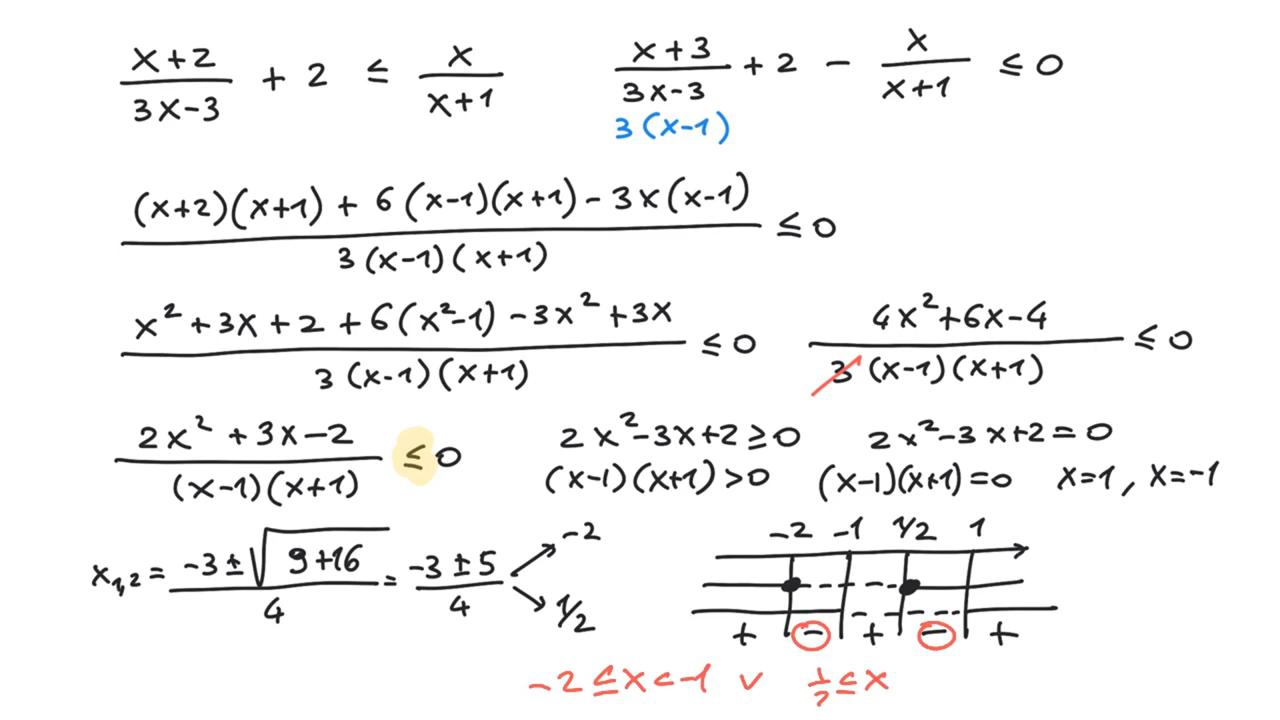 (x+2)/(3x-3) + 2 ≤ x/(x+1)    (x+3)/(3x-3) + 2 - x/(x+1) ≤ 0
3(x-1)
((x+2)(x+1) + 6(x-1)(x+1) - 3x(x-1))/(3(x-1)(x+1)) ≤ 0
(x²+3x+2+6(x²-1)-3x²+3x)/(3(x-1)(x+1)) ≤ 0    (4x²+6x-4)/(3(x-1)(x+1)) ≤ 0
(2x²+3x-2)/((x-1)(x+1)) ≤ 0    2x²-3x+2≥0    2x²-3x+2=0
(x-1)(x+1)>0    (x-1)(x+1)=0    x=1, x=-1
x₁,₂ = (-3±√(9+16))/4 = (-3±5)/4    -2    1/2
-2 -1 1/2 1
+ - + - +
-2≤x<-1 ∨ 1/2≤x